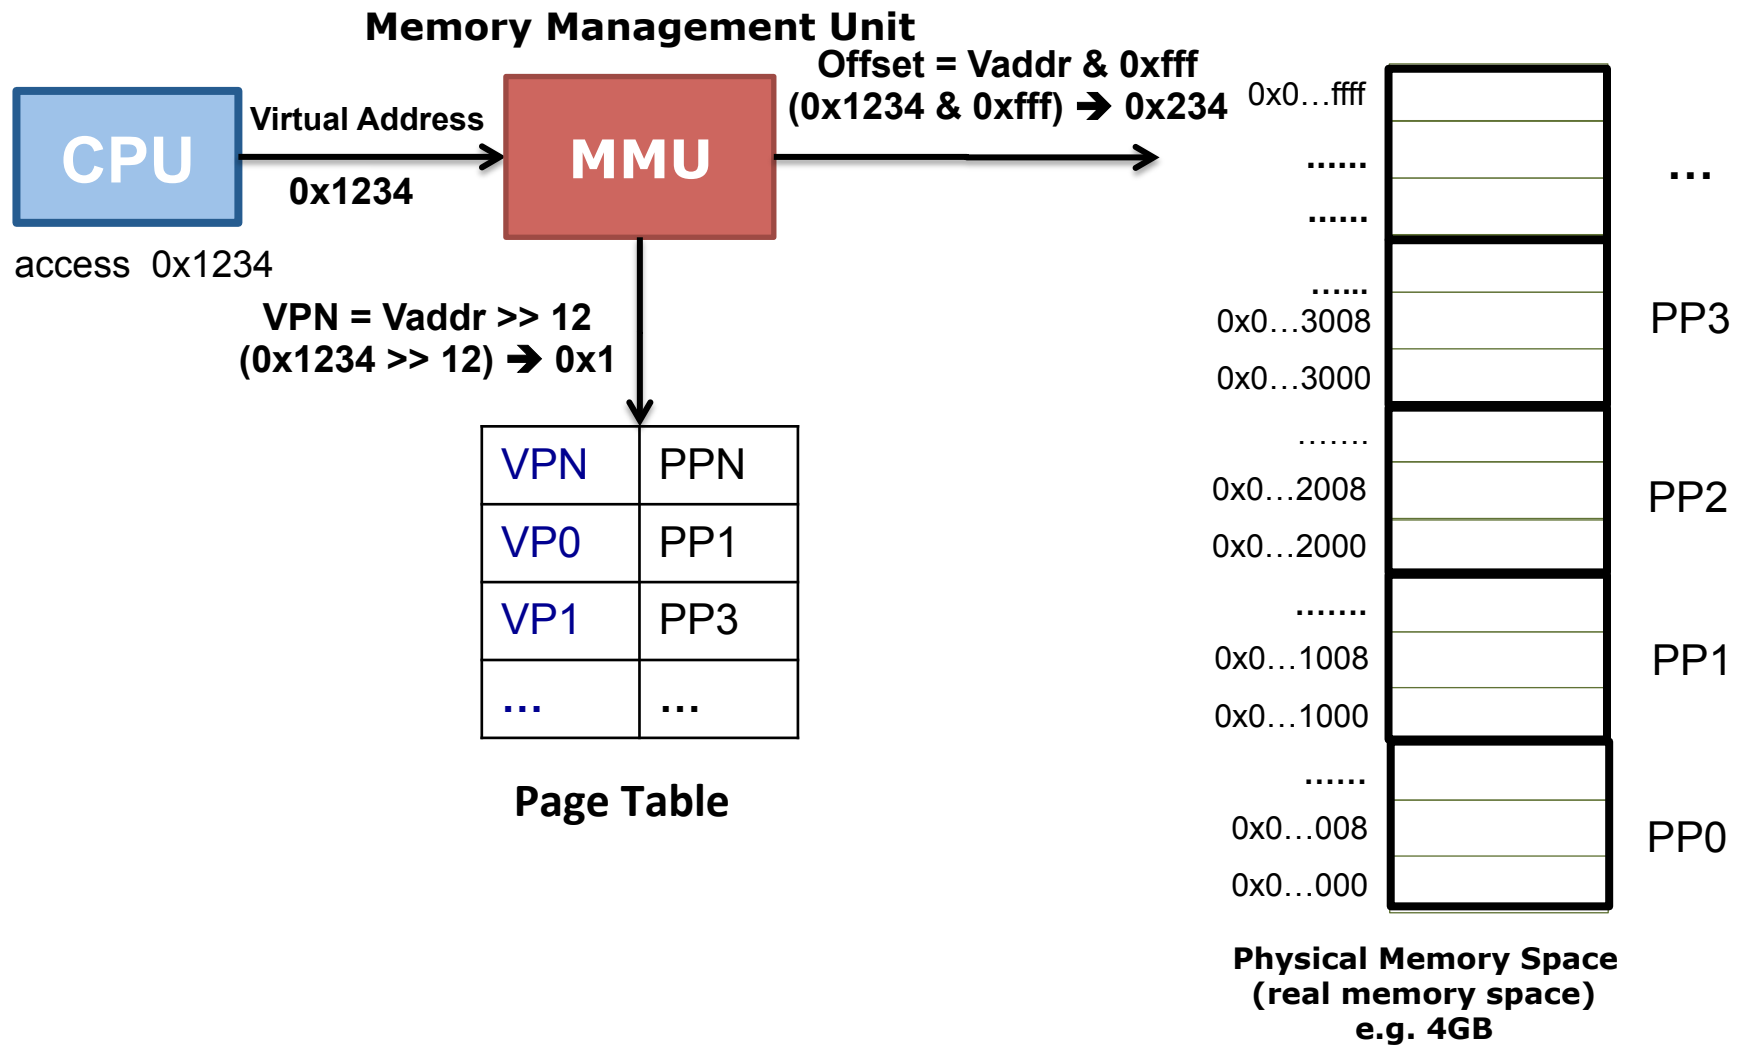 Memory Management Unit
CPU
access 0x1234
Virtual Address
0x1234
MMU
Offset = Vaddr & 0xfff
(0x1234 & 0xfff) ➔ 0x234
VPN = Vaddr >> 12
(0x1234 >> 12) ➔ 0x1
VPN PPN
VP0 PP1
VP1 PP3
... ...
Page Table
0x0...ffff
......
...
......
......
0x0...3008
PP3
0x0...3000
.......
0x0...2008
PP2
0x0...2000
.......
0x0...1008
PP1
0x0...1000
......
0x0...008
PP0
0x0...000
Physical Memory Space
(real memory space)
e.g. 4GB